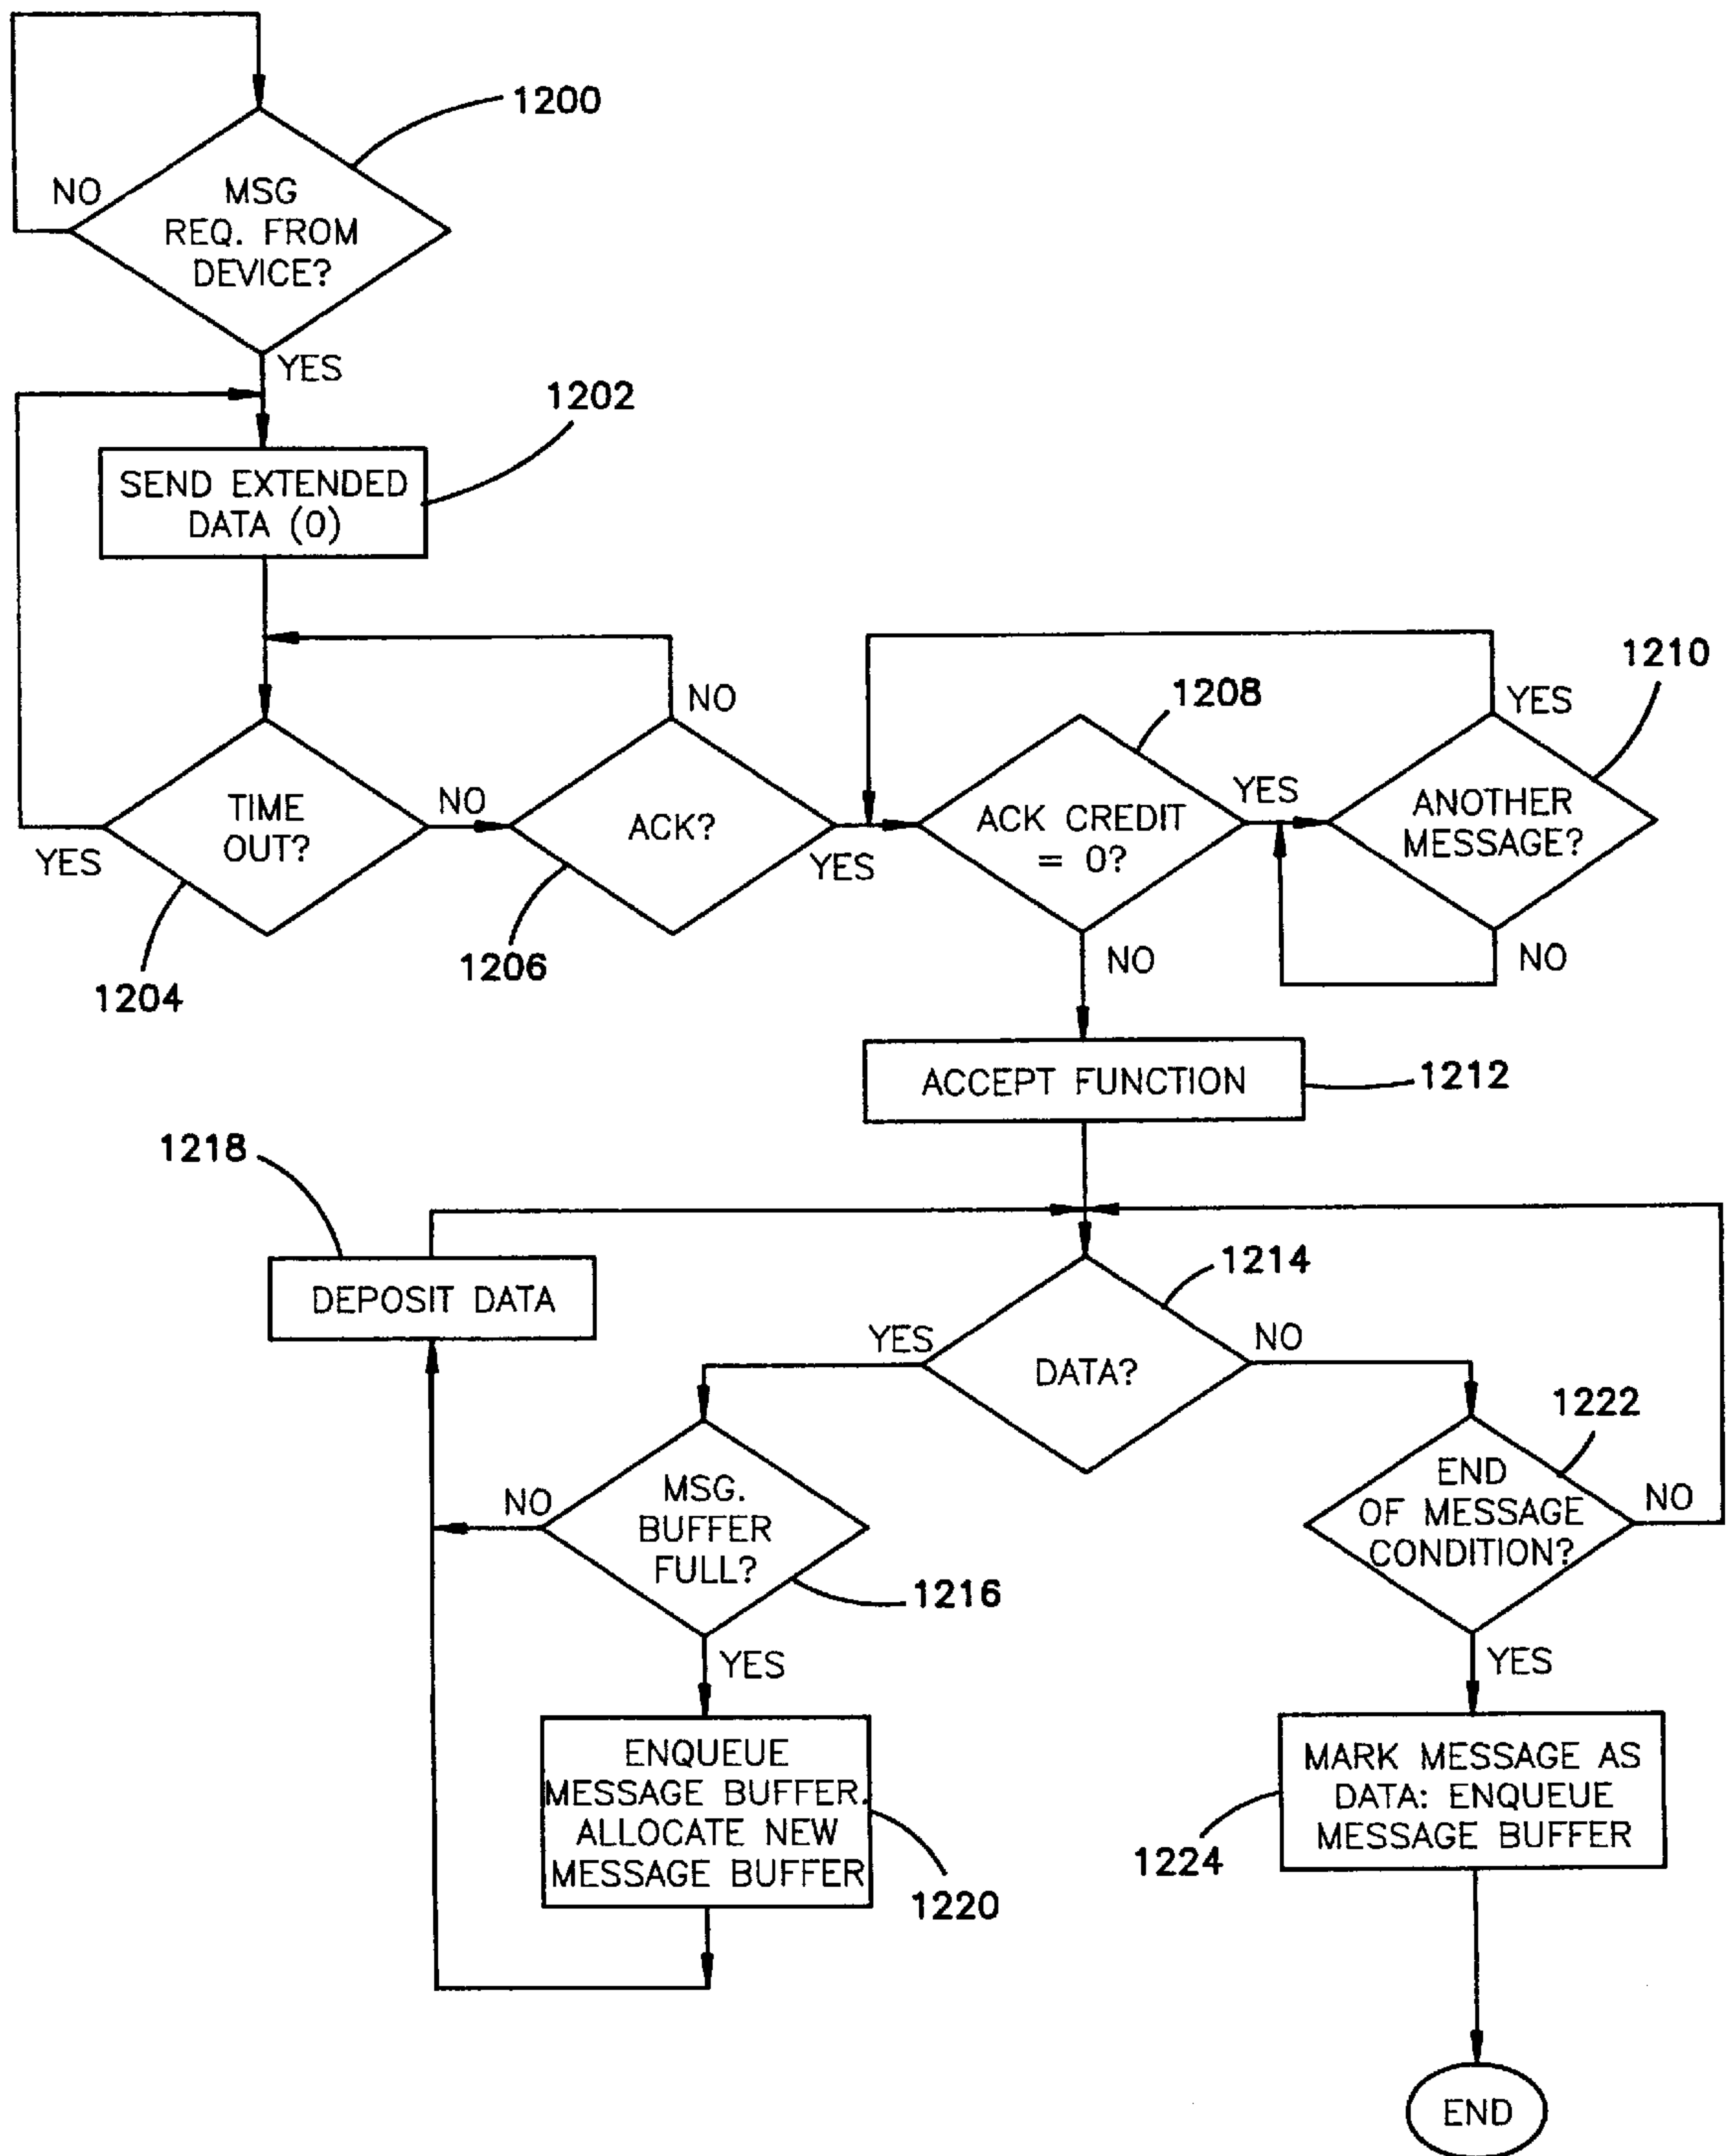 1200
NO
MSG
REQ. FROM
DEVICE?
YES
1202
SEND EXTENDED
DATA (0)
1210
1208
NO
YES
TIME
OUT?
NO
ACK?
ACK CREDIT
= 0?
YES
ANOTHER
MESSAGE?
YES
YES
1206
NO
NO
1204
ACCEPT FUNCTION
1212
1218
1214
DEPOSIT DATA
YES
NO
DATA?
1222
MSG.
BUFFER
FULL?
NO
END
OF MESSAGE
CONDITION?
NO
1216
YES
YES
ENQUEUE
MESSAGE BUFFER.
ALLOCATE NEW
MESSAGE BUFFER
MARK MESSAGE AS
DATA: ENQUEUE
MESSAGE BUFFER
1224
1220
END